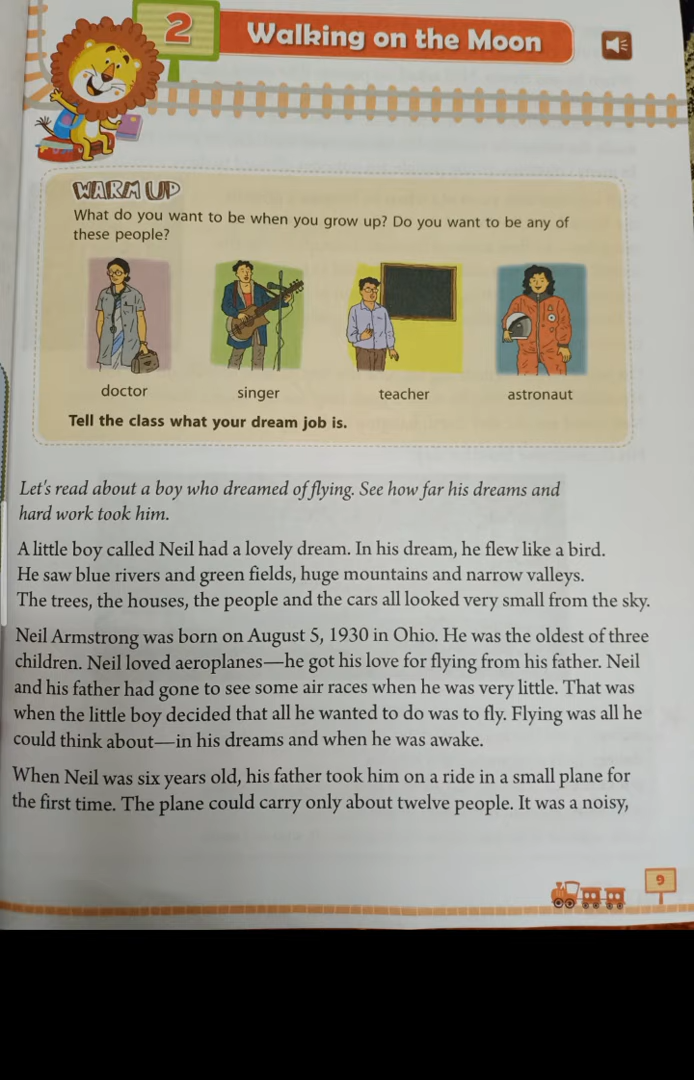 2
Walking on the Moon
WARM UP
What do you want to be when you grow up? Do you want to be any of
these people?
doctor
singer
teacher
astronaut
Tell the class what your dream job is.
Let's read about a boy who dreamed of flying. See how far his dreams and
hard work took him.
A little boy called Neil had a lovely dream. In his dream, he flew like a bird.
He saw blue rivers and green fields, huge mountains and narrow valleys.
The trees, the houses, the people and the cars all looked very small from the sky.
Neil Armstrong was born on August 5, 1930 in Ohio. He was the oldest of three
children. Neil loved aeroplanes—he got his love for flying from his father. Neil
and his father had gone to see some air races when he was very little. That was
when the little boy decided that all he wanted to do was to fly. Flying was all he
could think about—in his dreams and when he was awake.
When Neil was six years old, his father took him on a ride in a small plane for
the first time. The plane could carry only about twelve people. It was a noisy,
9